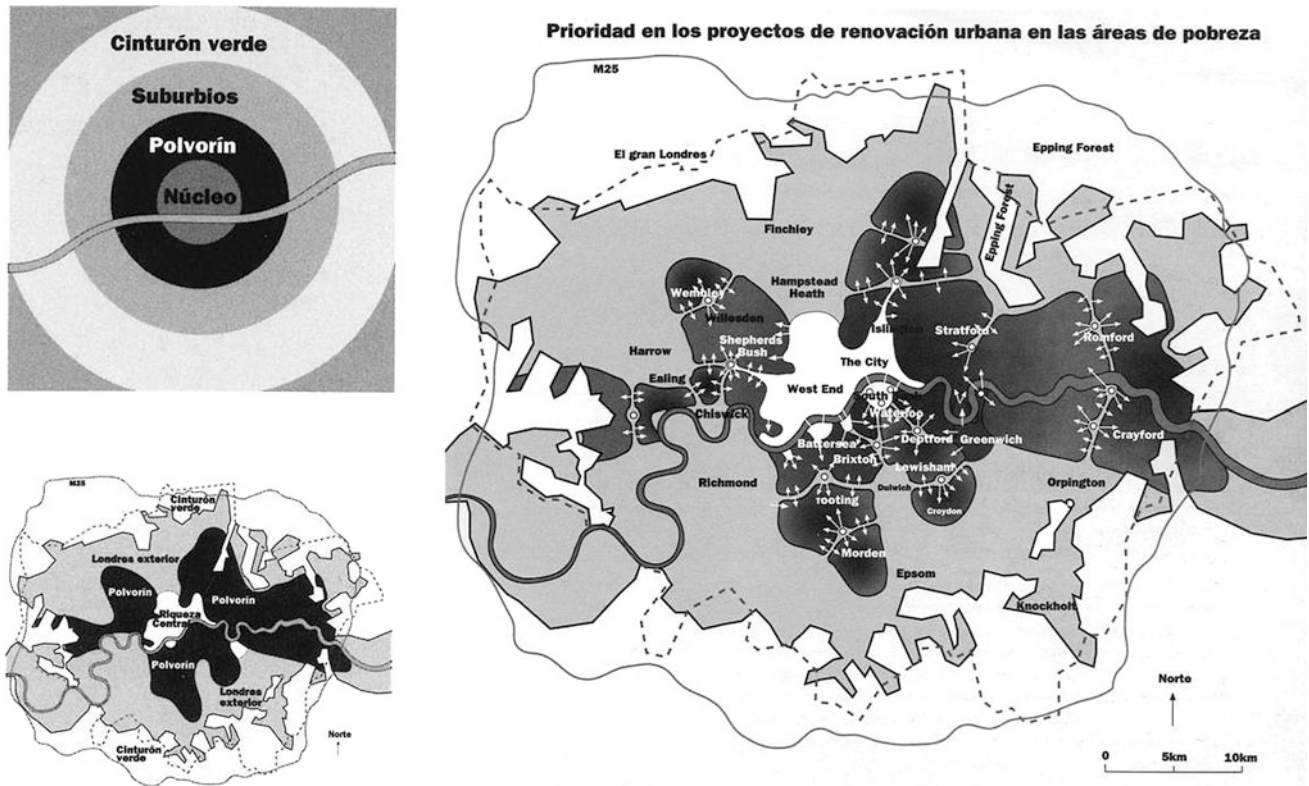 Cinturón verde
Suburbios
Polvorín
Núcleo
M25
Cinturón
verde
Londres exterior
Polvorín
Polvorín
Riqueza
Central
Polvorín
Londres
exterior
Cinturón
verde
Norte
Prioridad en los proyectos de renovación urbana en las áreas de pobreza
M25
El gran Londres
Epping Forest
Epping Forest
Finchley
Hampstead
Heath
Wembley
Willesden
Islington
Stratford
Romford
Harrow
Shepherds
Bush
The City
Ealing
West End
Chiswick
South Bank
Waterloo
Battersea
Deptford
Greenwich
Crayford
Brixton
Lewisham
Richmond
Dulwich
Orpington
Tooting
Croydon
Morden
Epsom
Knockholt
Norte
0 5km 10km